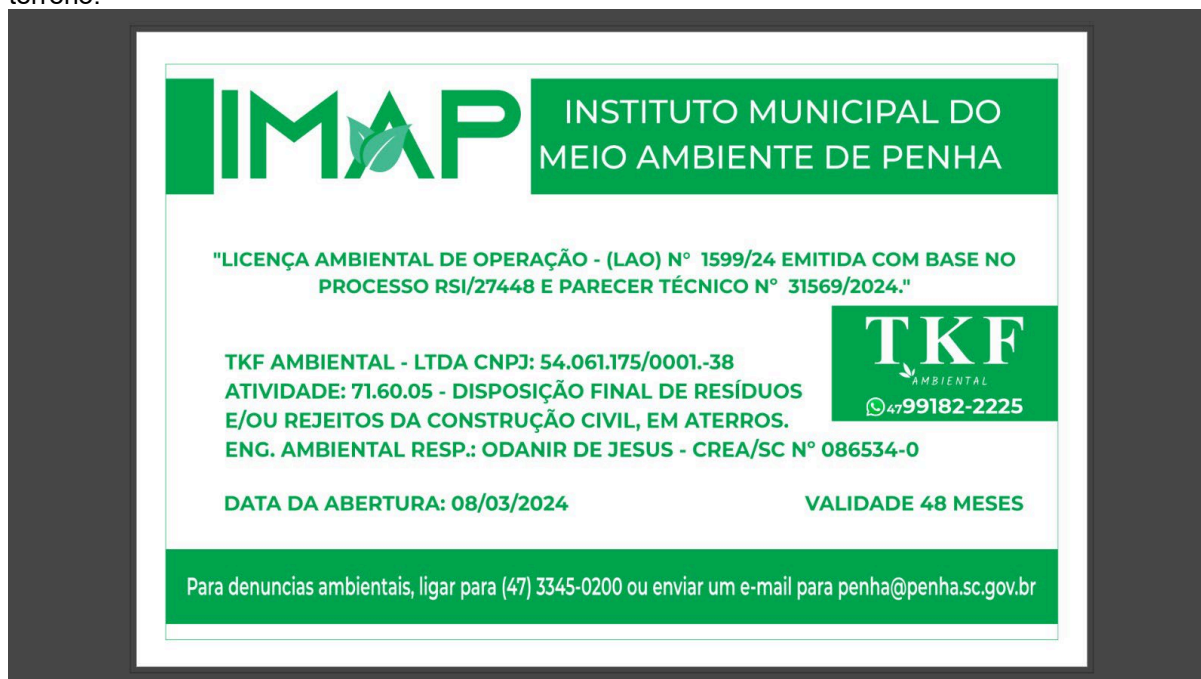 terreno.
IMAP
INSTITUTO MUNICIPAL DO
MEIO AMBIENTE DE PENHA
"LICENÇA AMBIENTAL DE OPERAÇÃO - (LAO) N° 1599/24 EMITIDA COM BASE NO
PROCESSO RSI/27448 E PARECER TÉCNICO Nº 31569/2024."
TKF
AMBIENTAL
4799182-2225
TKF AMBIENTAL - LTDA CNPJ: 54.061.175/0001.-38
ATIVIDADE: 71.60.05 - DISPOSIÇÃO FINAL DE RESÍDUOS
E/OU REJEITOS DA CONSTRUÇÃO CIVIL, EM ATERROS.
ENG. AMBIENTAL RESP.: ODANIR DE JESUS - CREA/SC Nº 086534-0
DATA DA ABERTURA: 08/03/2024
VALIDADE 48 MESES
Para denuncias ambientais, ligar para (47) 3345-0200 ou enviar um e-mail para penha@penha.sc.gov.br